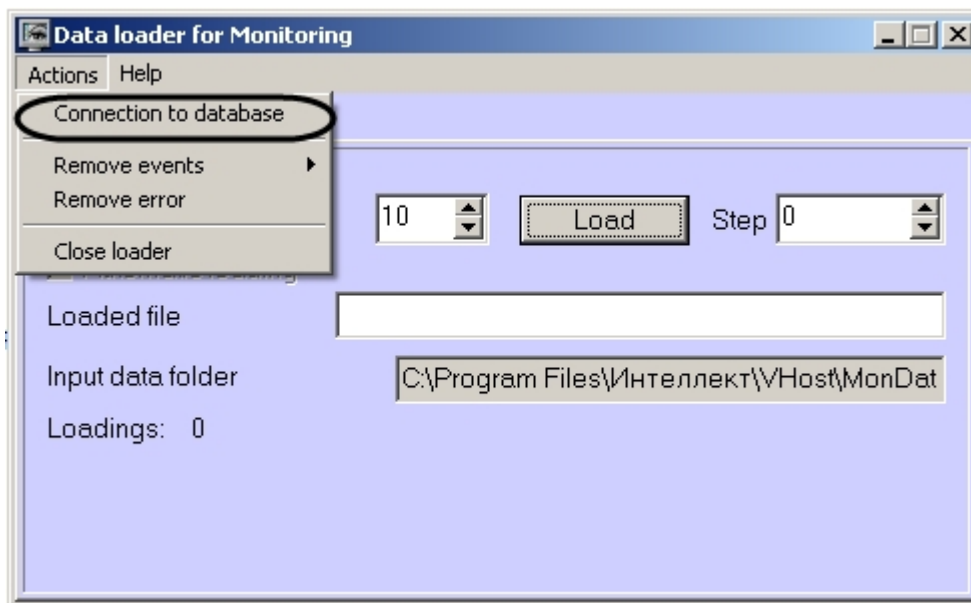 Data loader for Monitoring
Actions Help
Connection to database
Remove events
Remove error
10 Load Step 0
Close loader
Loaded file
Input data folder C:\Program Files\Интеллект\VHost\MonDat
Loadings: 0